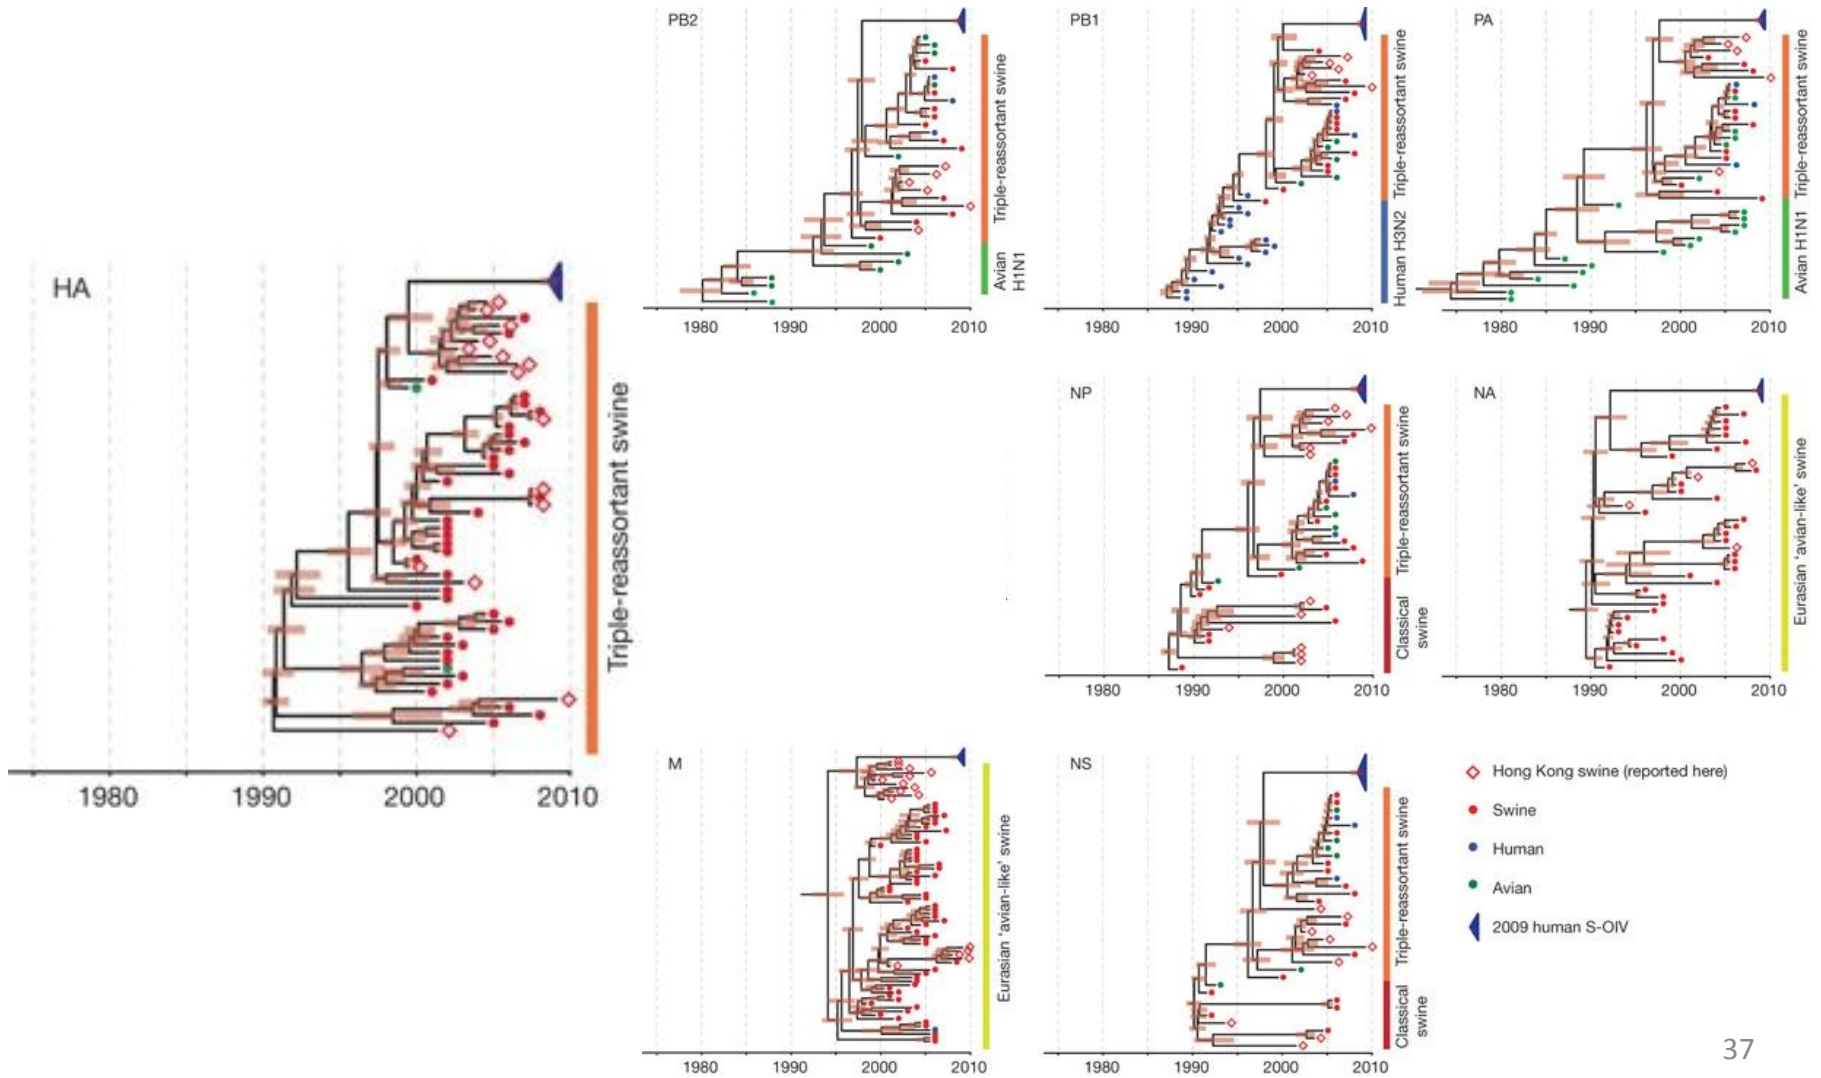 HA
1980
1990
2000
2010
Triple-reassortant swine
PB2
1980
1990
2000
2010
Triple-reassortant swine
Avian
H1N1
PB1
1980
1990
2000
2010
Triple-reassortant swine
Human H3N2
PA
1980
1990
2000
2010
Triple-reassortant swine
Avian H1N1
NP
1980
1990
2000
2010
Triple-reassortant swine
Classical
swine
NA
1980
1990
2000
2010
Eurasian ‘avian-like’ swine
M
1980
1990
2000
2010
Eurasian ‘avian-like’ swine
NS
1980
1990
2000
2010
Triple-reassortant swine
Classical
swine
Hong Kong swine (reported here)
Swine
Human
Avian
2009 human S-OIV
37